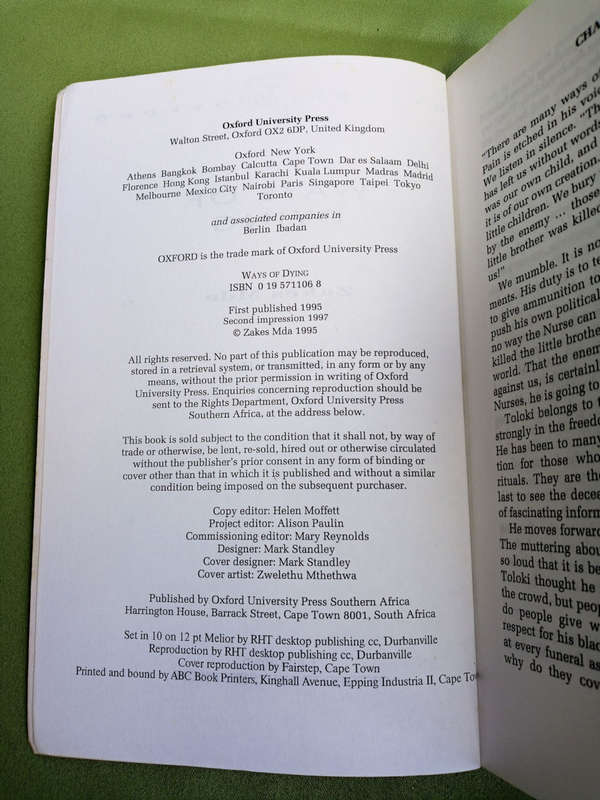 Oxford University Press
Walton Street, Oxford OX2 6DP, United Kingdom
Oxford New York
Athens Bangkok Bombay Calcutta Cape Town Dar es Salaam Delhi
Florence Hong Kong Istanbul Karachi Kuala Lumpur Madras Madrid
Melbourne Mexico City Nairobi Paris Singapore Taipei Tokyo
Toronto
and associated companies in
Berlin Ibadan
OXFORD is the trade mark of Oxford University Press
WAYS OF DYING
ISBN 0 19 571106 8
First published 1995
Second impression 1997
© Zakes Mda 1995
All rights reserved. No part of this publication may be reproduced,
stored in a retrieval system, or transmitted, in any form or by any
means, without the prior permission in writing of Oxford
University Press. Enquiries concerning reproduction should be
sent to the Rights Department, Oxford University Press
Southern Africa, at the address below.
This book is sold subject to the condition that it shall not, by way of
trade or otherwise, be lent, re-sold, hired out or otherwise circulated
without the publisher's prior consent in any form of binding or
cover other than that in which it is published and without a similar
condition being imposed on the subsequent purchaser.
Copy editor: Helen Moffett
Project editor: Alison Paulin
Commissioning editor: Mary Reynolds
Designer: Mark Standley
Cover designer: Mark Standley
Cover artist: Zwelethu Mthethwa
Published by Oxford University Press Southern Africa
Harrington House, Barrack Street, Cape Town 8001, South Africa
Set in 10 on 12 pt Melior by RHT desktop publishing cc, Durbanville
Reproduction by RHT desktop publishing cc, Durbanville
Cover reproduction by Fairstep, Cape Town
Printed and bound by ABC Book Printers, Kinghall Avenue, Epping Industria II, Cape Tow
CHA
"There are many ways of
Pain is etched in his voi
We listen in silence. "Th
has left us without words
was our own child, and
it is of our own creation.
little children. We bury
by the enemy ... those
little brother was killed
us!"
We mumble. It is no
ments. His duty is to te
to give ammunition to
push his own political
no way the Nurse can
killed the little brothe
world. That the enem
against us, is certainl
Nurses, he is going to
Toloki belongs to t
strongly in the freedo
He has been to many
tion for those who
rituals. They are the
last to see the decea
of fascinating inform
He moves forward
The muttering abou
so loud that it is be
Toloki thought he
the crowd, but peop
do people give w
respect for his blac
at every funeral as
why do they cov